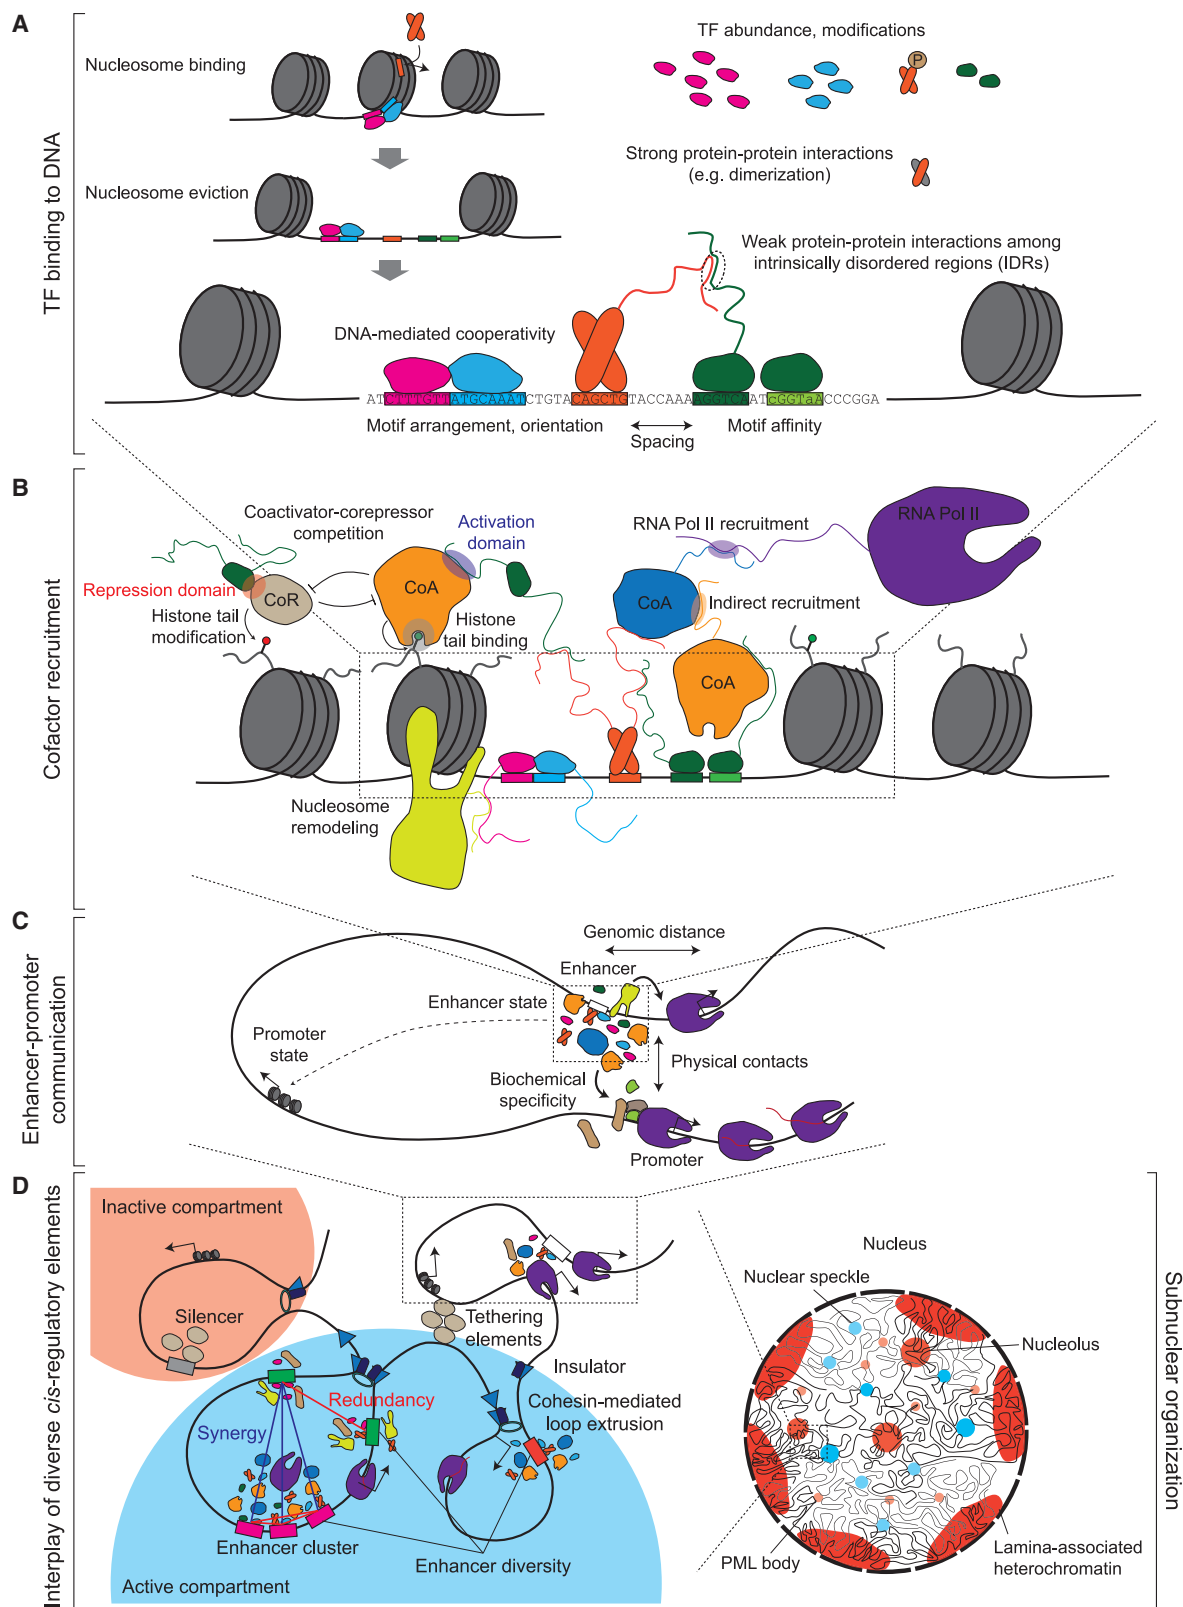 A
TF binding to DNA
Nucleosome binding
TF abundance, modifications
P
Strong protein-protein interactions
(e.g. dimerization)
Nucleosome eviction
Weak protein-protein interactions among
intrinsically disordered regions (IDRs)
DNA-mediated cooperativity
ATCTTTGTTATGCAAATCTGTACAGCTGTACCAAAAGGTCAATcGGTaACCCGGA
Motif arrangement, orientation
Spacing
Motif affinity
B
Cofactor recruitment
Coactivator-corepressor
competition
Activation
domain
RNA Pol II recruitment
RNA Pol II
Repression domain
CoR
CoA
CoA
Indirect recruitment
Histone tail
modification
Histone
tail binding
CoA
Nucleosome
remodeling
C
Enhancer-promoter
communication
Genomic distance
Enhancer
Enhancer state
Promoter
state
Physical contacts
Biochemical
specificity
Promoter
D
Interplay of diverse cis-regulatory elements
Inactive compartment
Silencer
Tethering
elements
Insulator
Redundancy
Cohesin-mediated
loop extrusion
Synergy
Enhancer cluster
Enhancer diversity
Active compartment
Nucleus
Nuclear speckle
Nucleolus
PML body
Lamina-associated
heterochromatin
Subnuclear organization